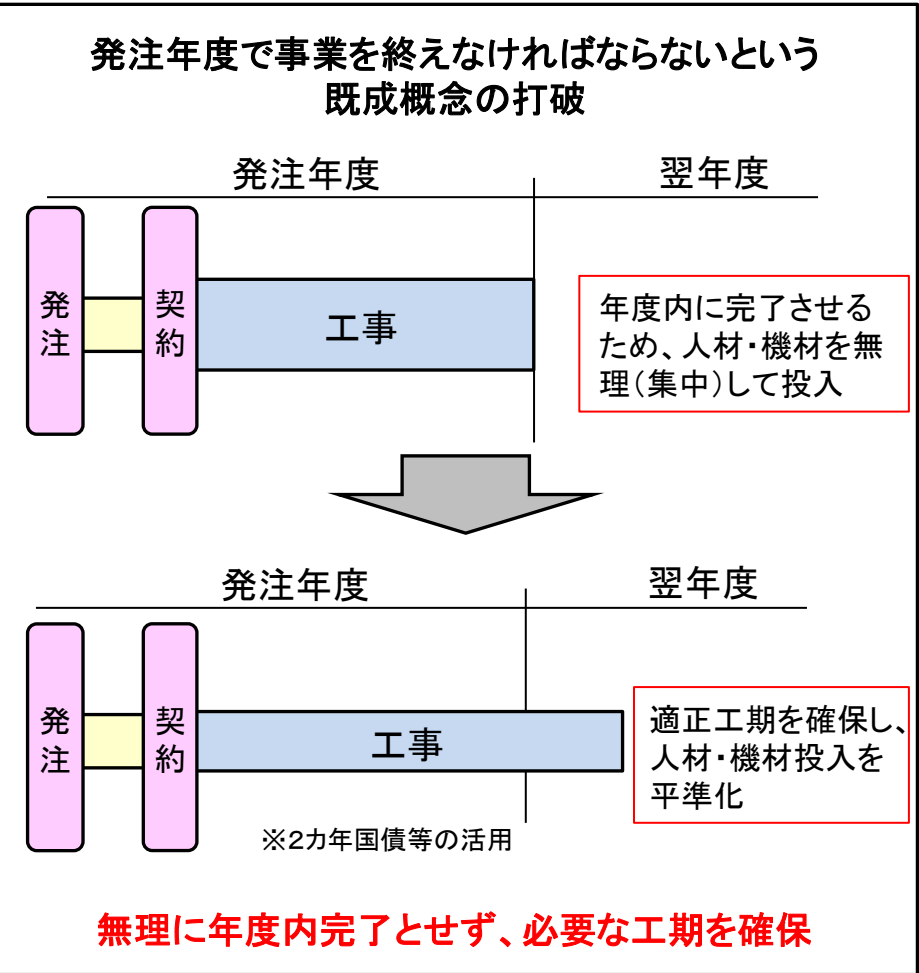 発注年度で事業を終えなければならないという
既成概念の打破
発注年度
翌年度
発注
契約
工事
年度内に完了させる
ため、人材・機材を無
理(集中)して投入
発注年度
翌年度
発注
契約
工事
適正工期を確保し、
人材・機材投入を
平準化
※2カ年国債等の活用
無理に年度内完了とせず、必要な工期を確保